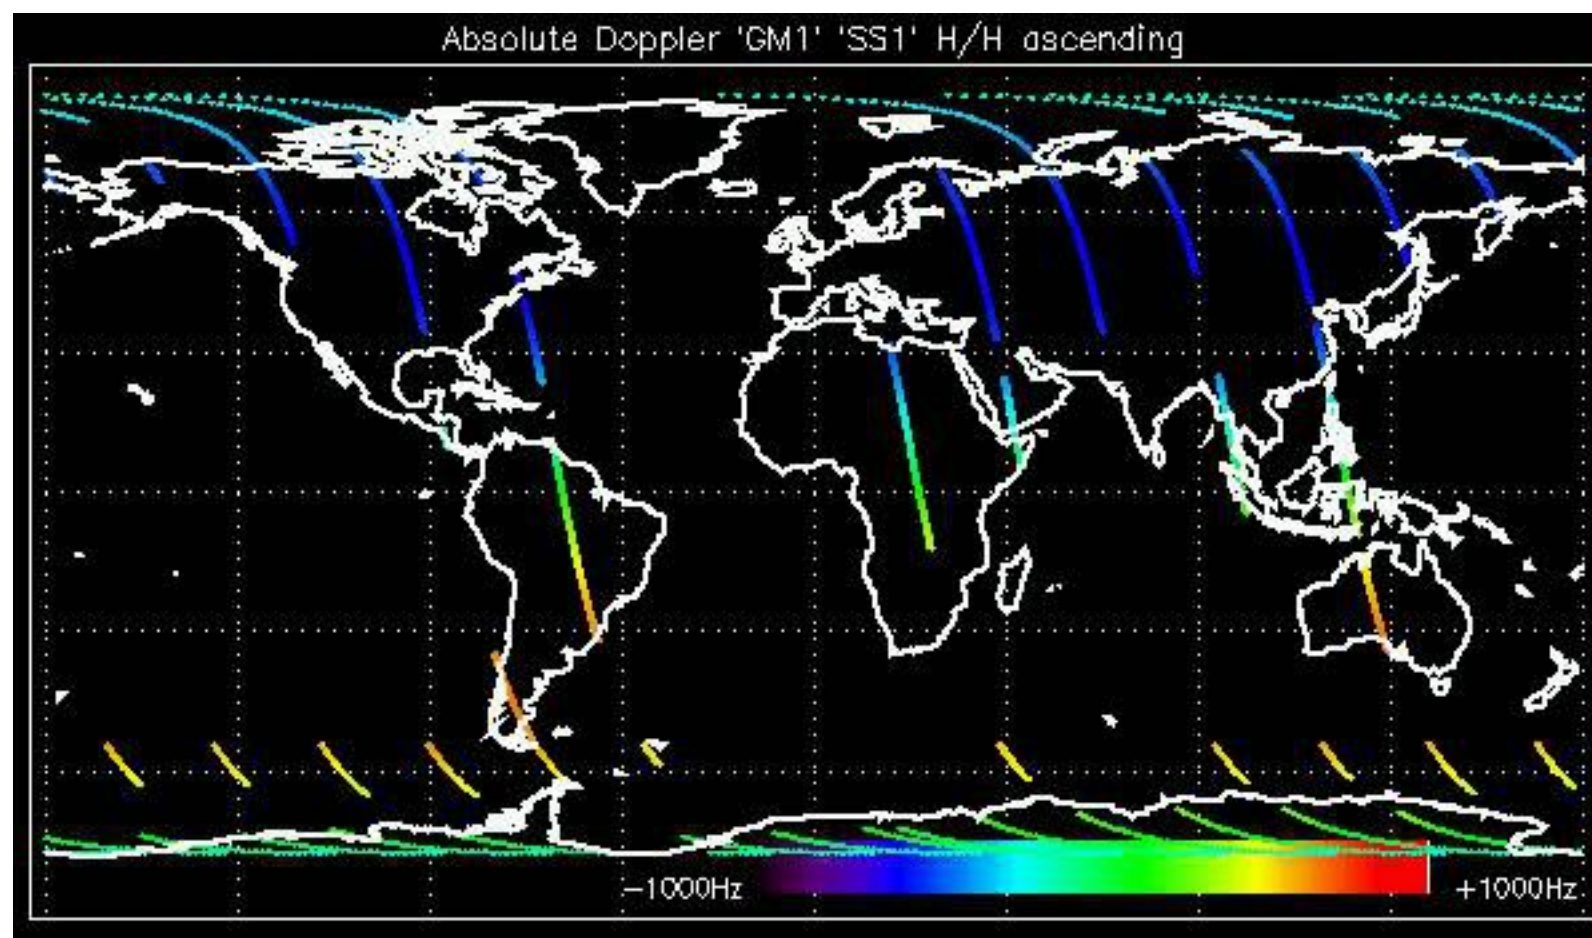 Absolute Doppler 'GM1' 'SS1' H/H ascending
−1000Hz
+1000Hz